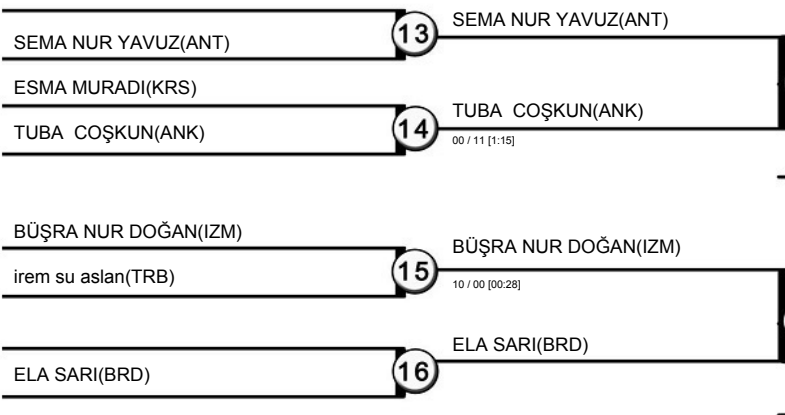 SEMA NUR YAVUZ(ANT)
13
SEMA NUR YAVUZ(ANT)
ESMA MURADI(KRS)
TUBA COŞKUN(ANK)
14
TUBA COŞKUN(ANK)
00 / 11 [1:15]
BÜŞRA NUR DOĞAN(IZM)
irem su aslan(TRB)
15
BÜŞRA NUR DOĞAN(IZM)
10 / 00 [00:28]
ELA SARI(BRD)
16
ELA SARI(BRD)